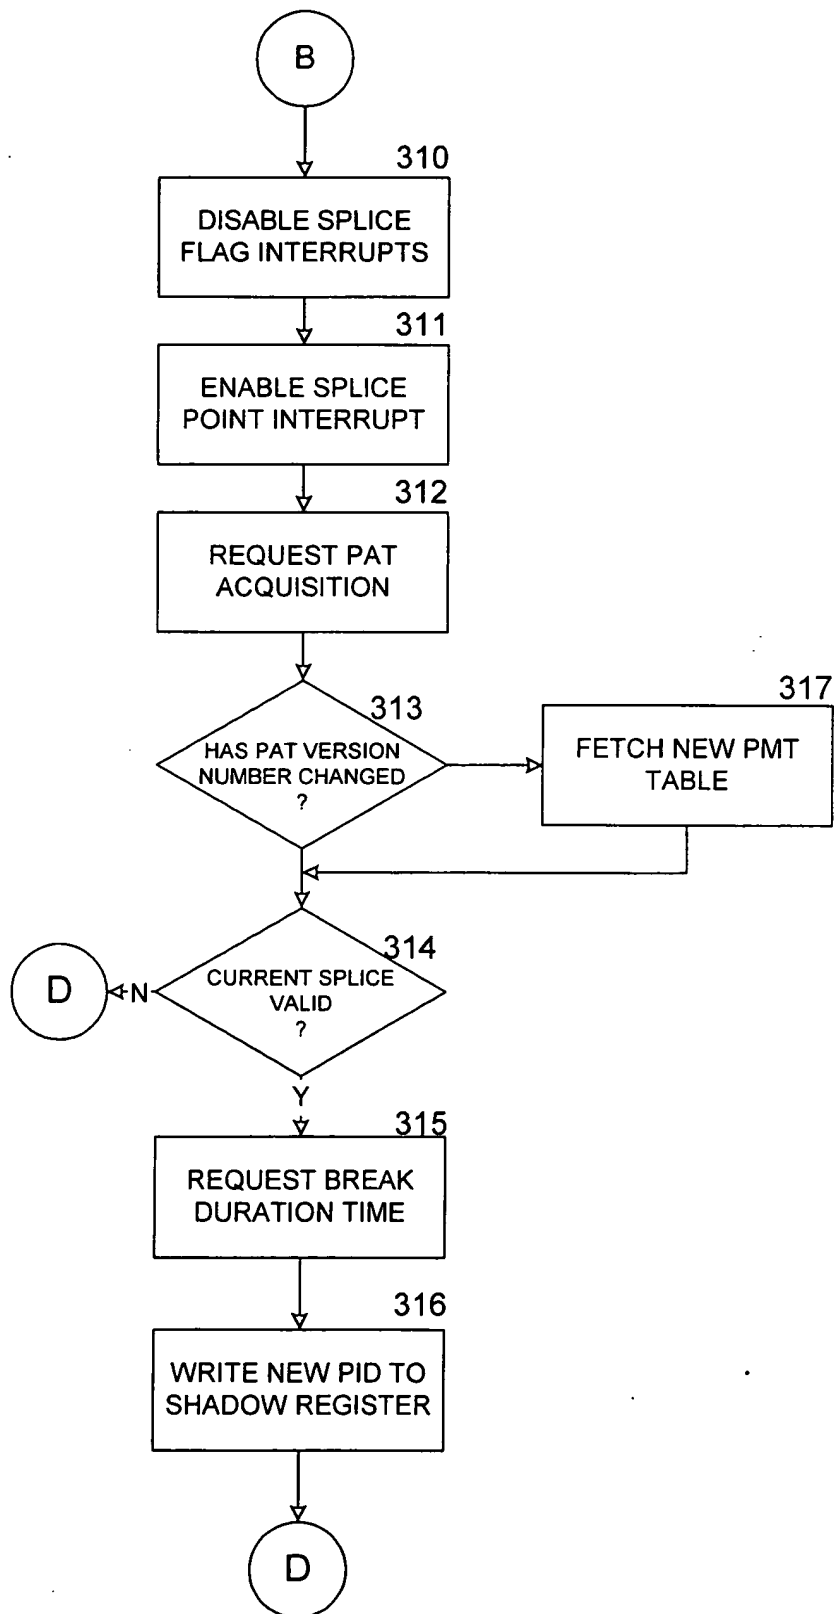 B
310
DISABLE SPLICE
FLAG INTERRUPTS
311
ENABLE SPLICE
POINT INTERRUPT
312
REQUEST PAT
ACQUISITION
313
HAS PAT VERSION
NUMBER CHANGED
?
317
FETCH NEW PMT
TABLE
314
CURRENT SPLICE
VALID
?
N
D
Y
315
REQUEST BREAK
DURATION TIME
316
WRITE NEW PID TO
SHADOW REGISTER
D